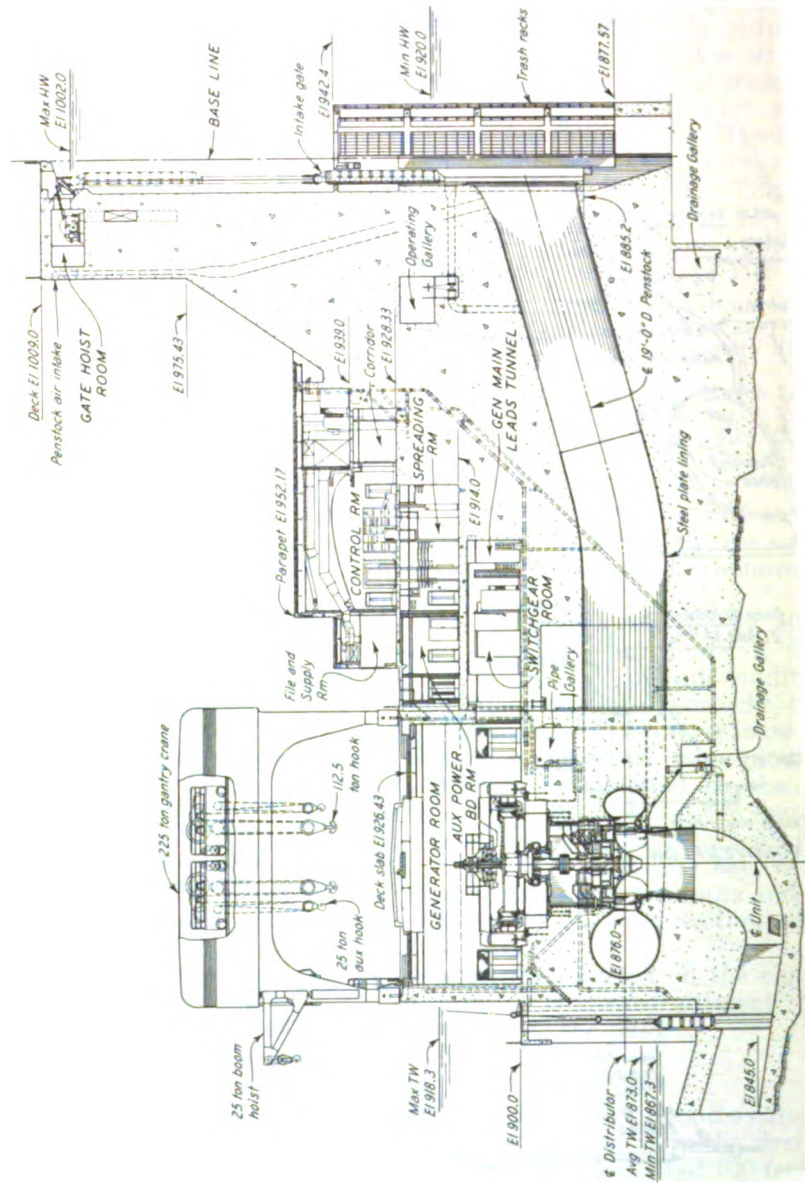 Deck El 1009.0
Penstock air intake
GATE HOIST
ROOM
Max HW
El 1002.0
BASE LINE
El 975.43
Intake gate
El 942.4
Min HW
El 920.0
Trash racks
El 877.57
Parapet El 952.17
El 939.0
Corridor
El 928.33
CONTROL RM
SPREADING
RM
El 914.0
GEN MAIN
LEADS TUNNEL
Operating
Gallery
El 885.2
Drainage Gallery
℄ 19'-0" D Penstock
Steel plate lining
File and
Supply
Rm
SWITCHGEAR
ROOM
Pipe
Gallery
Drainage Gallery
225 ton gantry crane
112.5
ton hook
25 ton
aux hook
25 ton boom
hoist
Deck slab El 926.43
GENERATOR ROOM
AUX POWER
BD RM
Max TW
El 918.3
El 900.0
℄ Distributor
Avg TW El 873.0
Min TW El 867.3
El 876.0
℄ Unit
El 845.0